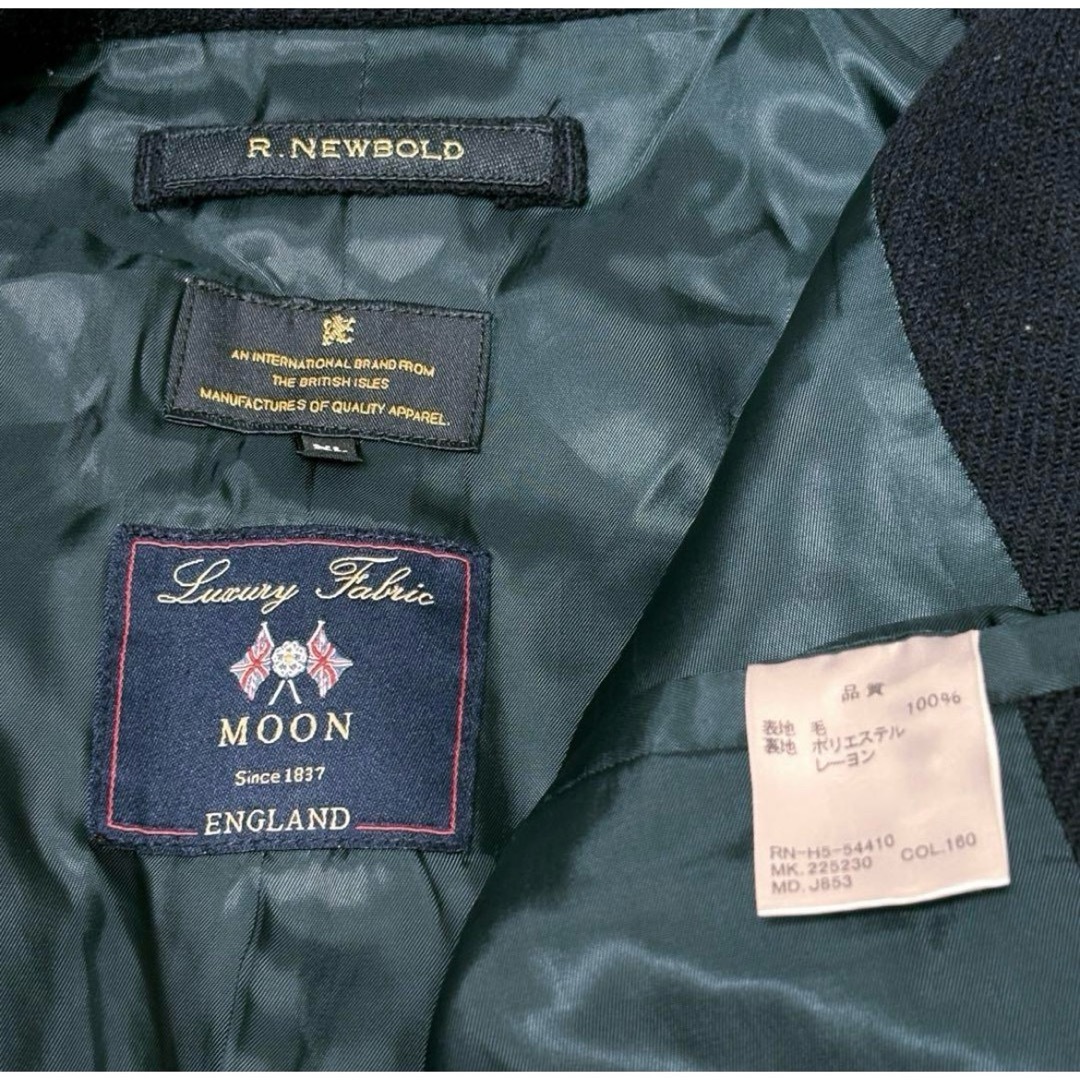 R. NEWBOLD
AN INTERNATIONAL BRAND FROM
THE BRITISH ISLES
MANUFACTURES OF QUALITY APPAREL.
Luxury Fabric
MOON
Since 1837
ENGLAND
品質
表地 毛 100%
裏地 ポリエステル
レーヨン
RN-H5-54410
MK. 225230 COL. 160
MD. J853